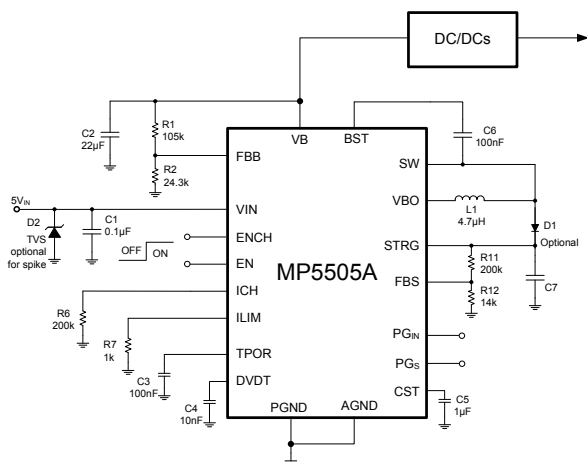 DC/DCs
C2
22µF
R1
105k
R2
24.3k
VB
BST
C6
100nF
FBB
SW
5VIN
D2
TVS
optional
for spike
C1
0.1µF
VIN
VBO
L1
4.7µH
D1
Optional
OFF
ON
ENCH
EN
STRG
R11
200k
C7
MP5505A
FBS
R12
14k
R6
200k
ICH
R7
1k
ILIM
PGIN
PGS
C3
100nF
TPOR
C4
10nF
DVDT
CST
C5
1µF
PGND
AGND